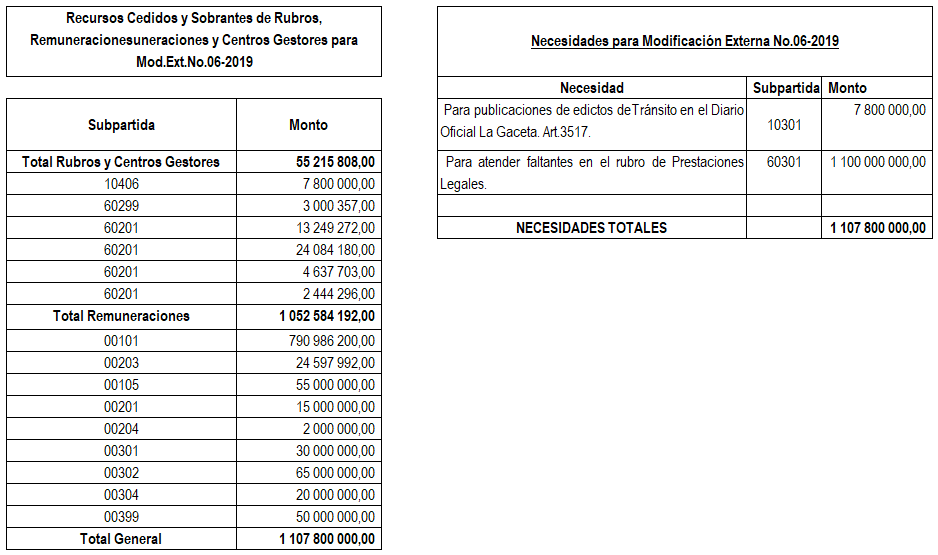 Recursos Cedidos y Sobrantes de Rubros,
Remuneracionesuneraciones y Centros Gestores para
Mod.Ext.No.06-2019
Subpartida Monto
Total Rubros y Centros Gestores 55 215 808,00
10406 7 800 000,00
60299 3 000 357,00
60201 13 249 272,00
60201 24 084 180,00
60201 4 637 703,00
60201 2 444 296,00
Total Remuneraciones 1 052 584 192,00
00101 790 986 200,00
00203 24 597 992,00
00105 55 000 000,00
00201 15 000 000,00
00204 2 000 000,00
00301 30 000 000,00
00302 65 000 000,00
00304 20 000 000,00
00399 50 000 000,00
Total General 1 107 800 000,00
Necesidades para Modificación Externa No.06-2019
Necesidad Subpartida Monto
Para publicaciones de edictos de Tránsito en el Diario 7 800 000,00
Oficial La Gaceta. Art.3517. 10301
Para atender faltantes en el rubro de Prestaciones 60301 1 100 000 000,00
Legales.
NECESIDADES TOTALES 1 107 800 000,00